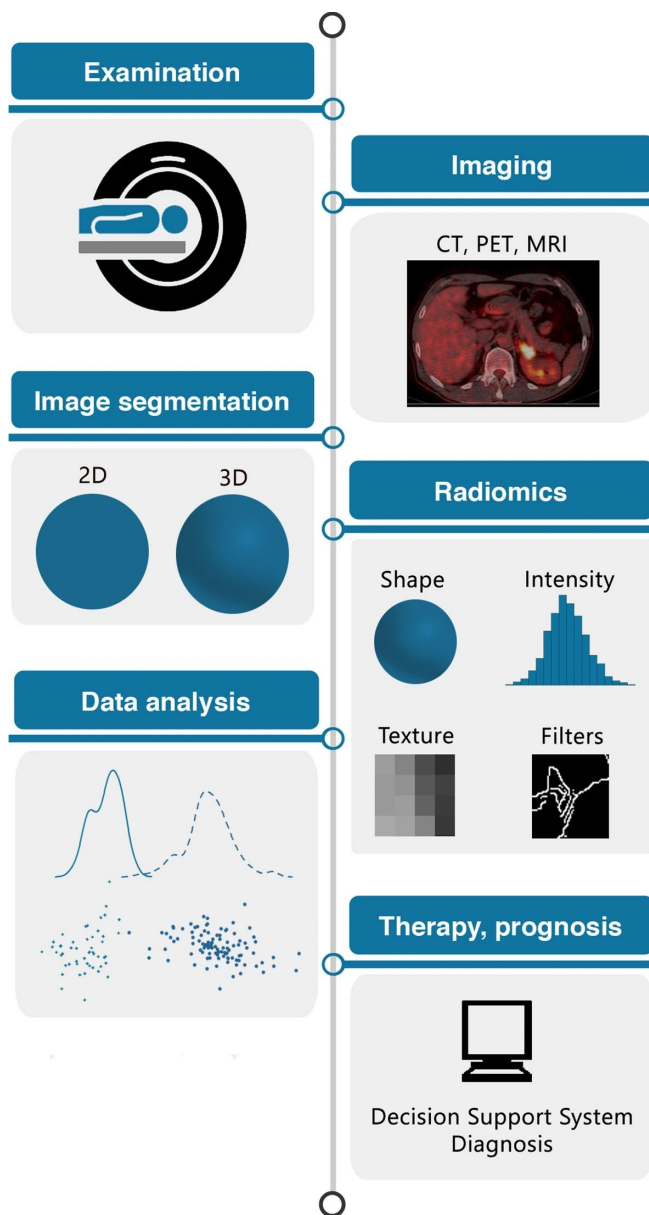 Examination
Imaging
CT, PET, MRI
Image segmentation
2D
3D
Radiomics
Shape
Intensity
Texture
Filters
Data analysis
Therapy, prognosis
Decision Support System
Diagnosis